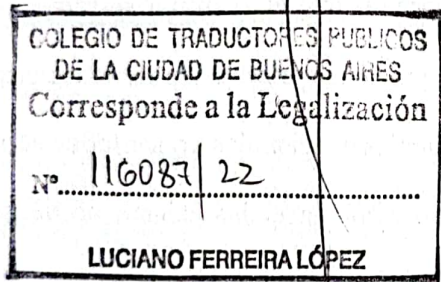 COLEGIO DE TRADUCTORES PUBLICOS
DE LA CIUDAD DE BUENOS AIRES
Corresponde a la Legalización
Nº 116087/22
LUCIANO FERREIRA LÓPEZ